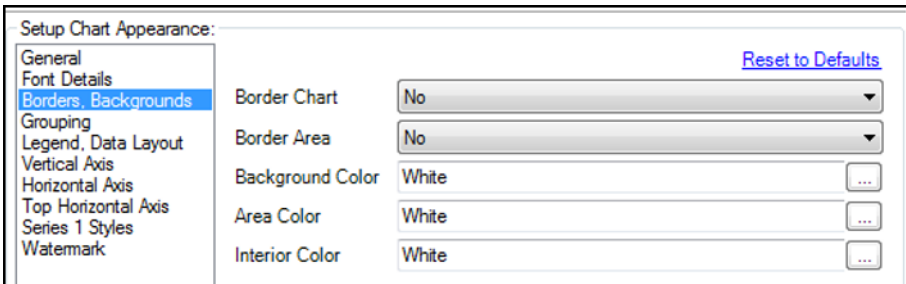 Setup Chart Appearance:
General
Font Details
Borders, Backgrounds
Grouping
Legend, Data Layout
Vertical Axis
Horizontal Axis
Top Horizontal Axis
Series 1 Styles
Watermark
Reset to Defaults
Border Chart No
Border Area No
Background Color White ...
Area Color White ...
Interior Color White ...